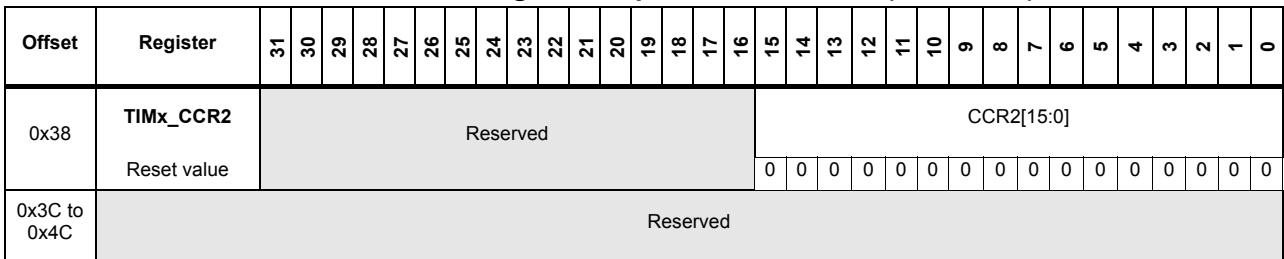 Offset Register 31 30 29 28 27 26 25 24 23 22 21 20 19 18 17 16 15 14 13 12 11 10 9 8 7 6 5 4 3 2 1 0
0x38 TIMx_CCR2 Reserved CCR2[15:0]
Reset value 0 0 0 0 0 0 0 0 0 0 0 0 0 0 0 0
0x3C to
0x4C Reserved